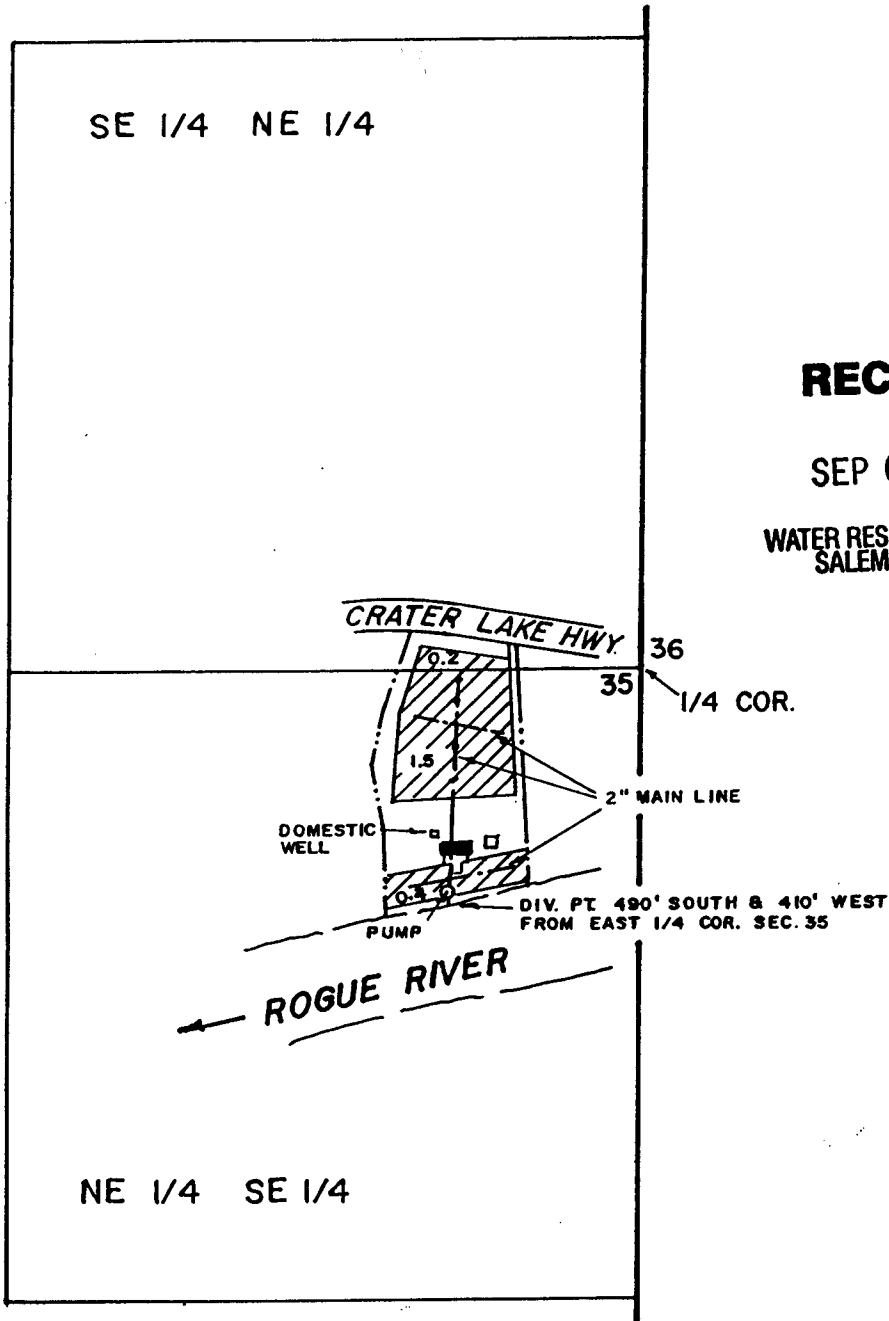 SE 1/4 NE 1/4
REC
SEP
WATER RES
SALEM
CRATER LAKE HWY.
0.2
36
35
1/4 COR.
1.5
2" MAIN LINE
DOMESTIC
WELL
0.4
DIV. PT. 490' SOUTH & 410' WEST
FROM EAST 1/4 COR. SEC. 35
PUMP
ROGUE RIVER
NE 1/4 SE 1/4